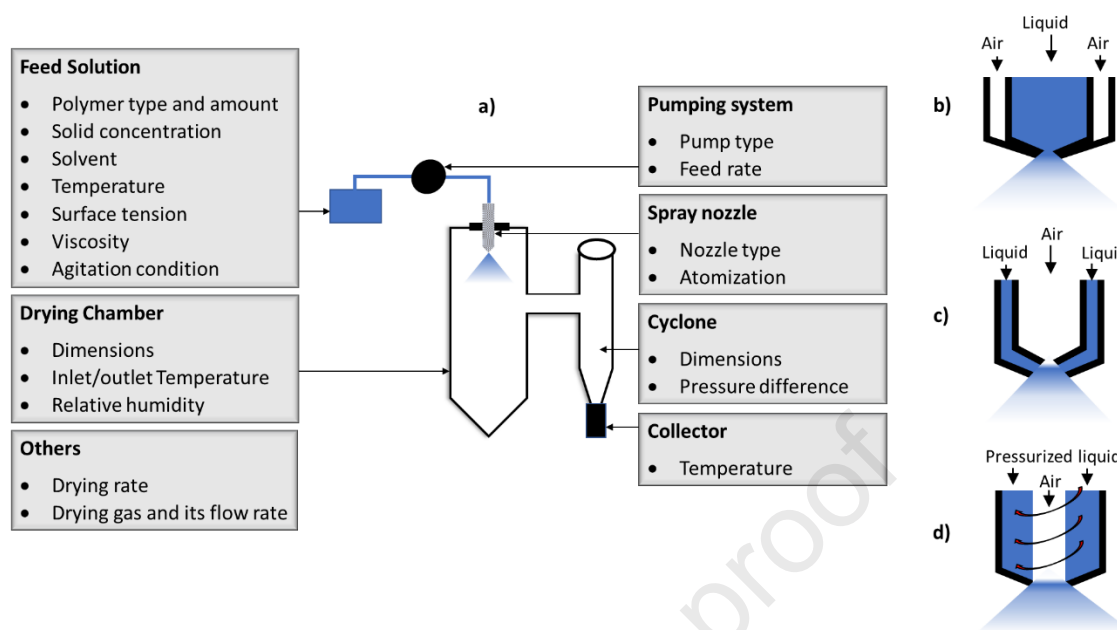 Feed Solution
• Polymer type and amount
• Solid concentration
• Solvent
• Temperature
• Surface tension
• Viscosity
• Agitation condition
Drying Chamber
• Dimensions
• Inlet/outlet Temperature
• Relative humidity
Others
• Drying rate
• Drying gas and its flow rate
a)
Pumping system
• Pump type
• Feed rate
Spray nozzle
• Nozzle type
• Atomization
Cyclone
• Dimensions
• Pressure difference
Collector
• Temperature
b)
Liquid
Air Air
c)
Air
Liquid Liqui
d)
Pressurized liquid
Air
proof